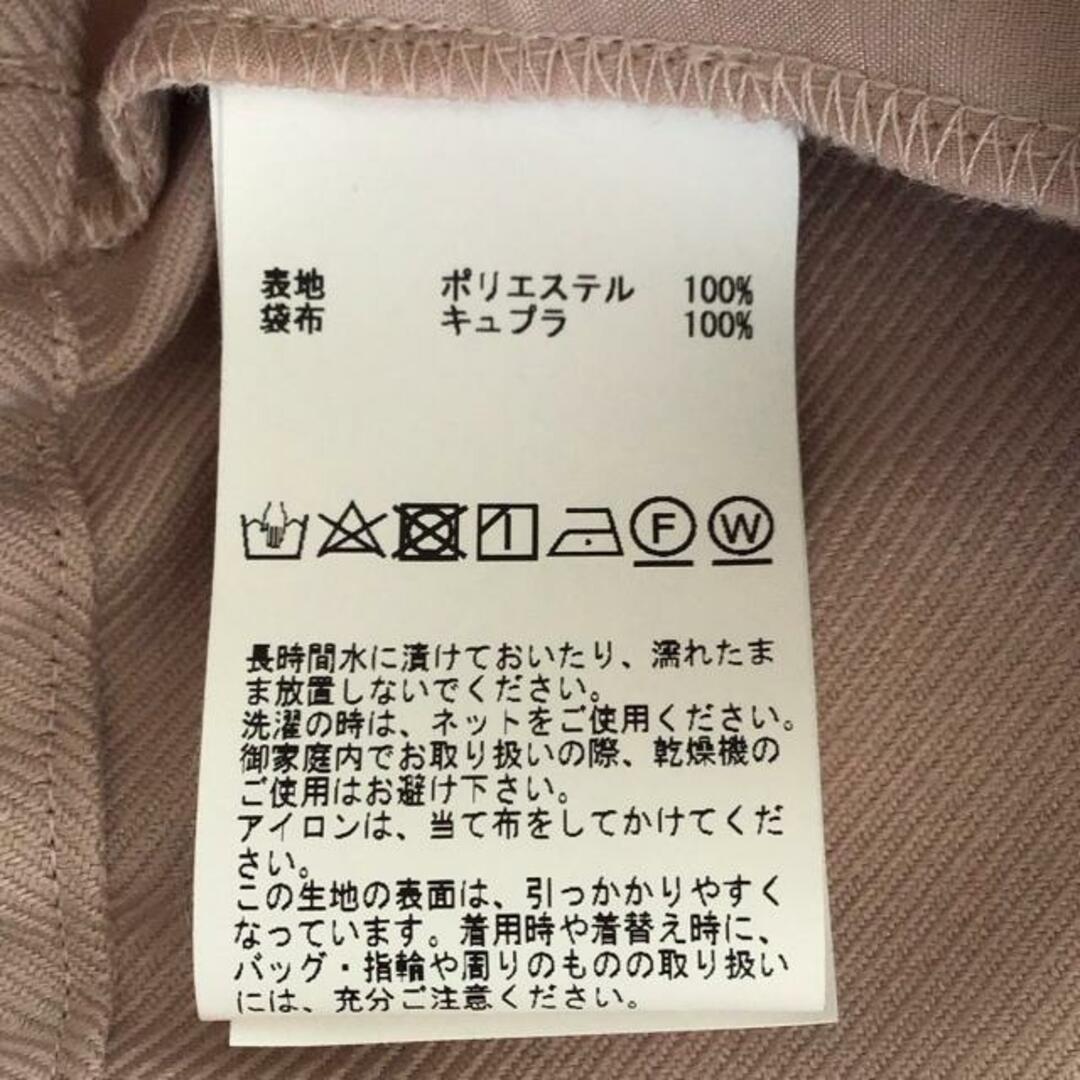 表地 ポリエステル 100%
袋布 キュプラ 100%
F W
長時間水に漬けておいたり、濡れたま
ま放置しないでください。
洗濯の時は、ネットをご使用ください。
御家庭内でお取り扱いの際、乾燥機の
ご使用はお避け下さい。
アイロンは、当て布をしてかけてくだ
さい。
この生地の表面は、引っかかりやすく
なっています。着用時や着替え時に、
バッグ・指輪や周りのものの取り扱い
には、充分ご注意ください。